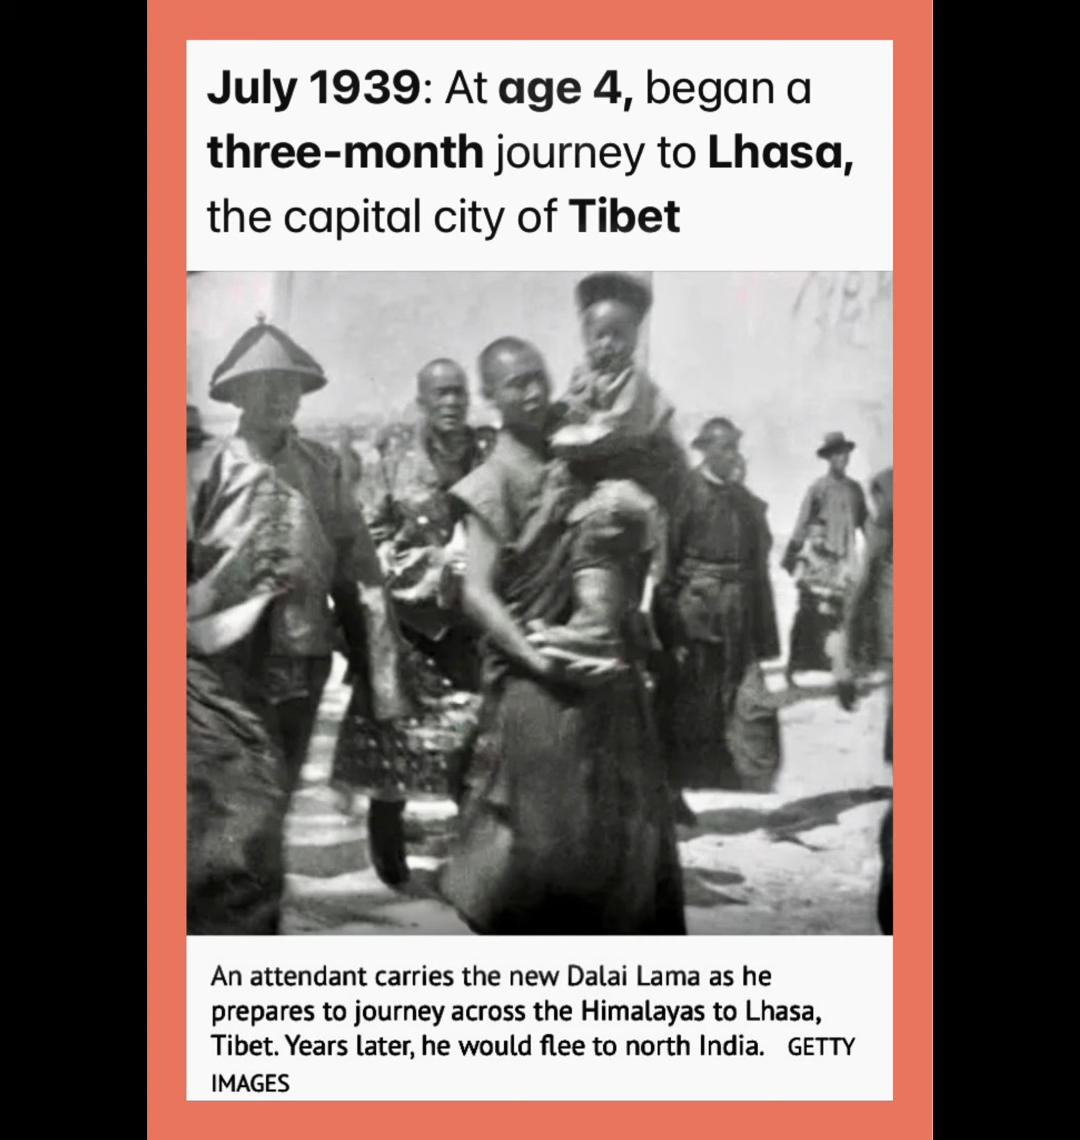 July 1939: At age 4, began a
three-month journey to Lhasa,
the capital city of Tibet
An attendant carries the new Dalai Lama as he
prepares to journey across the Himalayas to Lhasa,
Tibet. Years later, he would flee to north India. GETTY
IMAGES